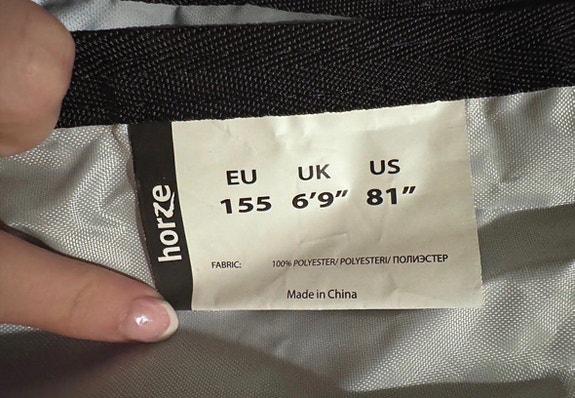 horze
EU UK US
155 6’9” 81”
FABRIC: 100% POLYESTER/ POLYESTERI/ ПОЛИЭСТЕР
Made in China